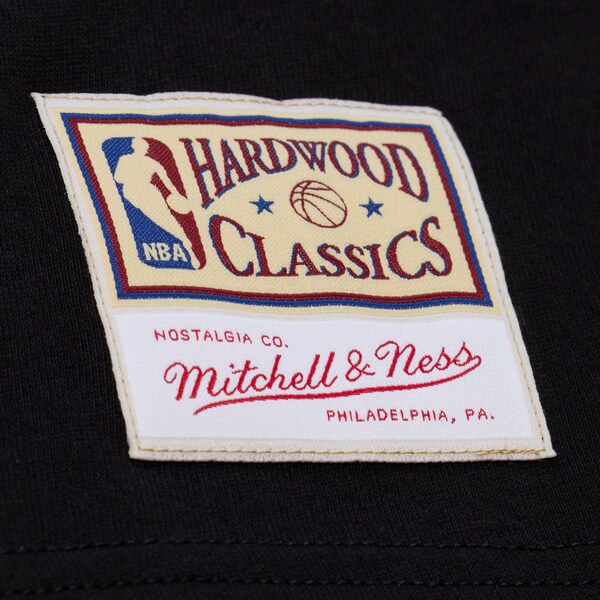 HARDWOOD
CLASSICS
NBA
NOSTALGIA CO.
Mitchell & Ness
PHILADELPHIA, PA.